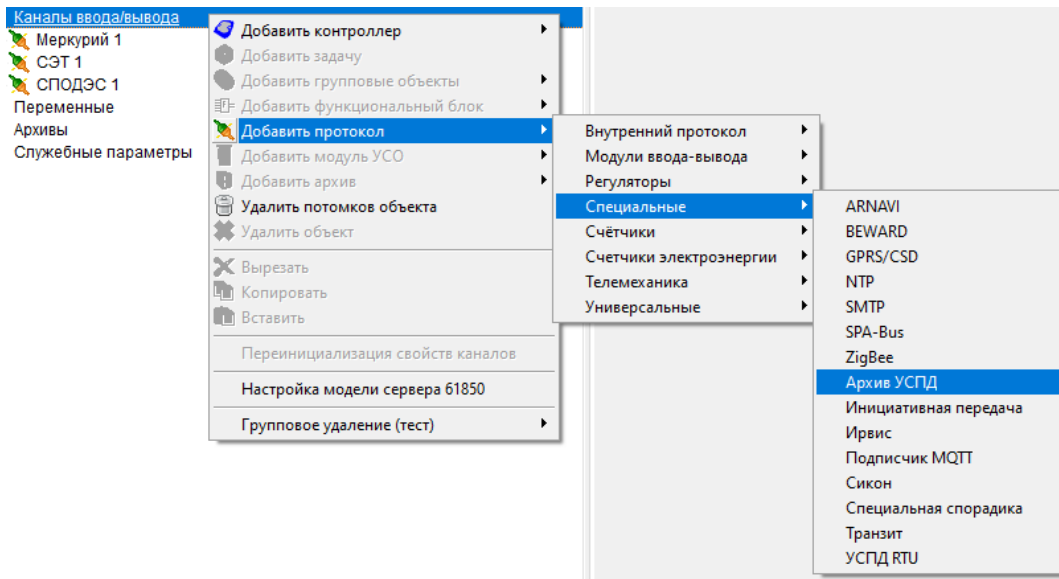 Каналы ввода/вывода
Меркурий 1
СЭТ 1
СПОДЭС 1
Переменные
Архивы
Служебные параметры
Добавить контроллер
Добавить задачу
Добавить групповые объекты
Добавить функциональный блок
Добавить протокол
Добавить модуль УСО
Добавить архив
Удалить потомков объекта
Удалить объект
Вырезать
Копировать
Вставить
Переинициализация свойств каналов
Настройка модели сервера 61850
Групповое удаление (тест)
Внутренний протокол
Модули ввода-вывода
Регуляторы
Специальные
Счётчики
Счетчики электроэнергии
Телемеханика
Универсальные
ARNAVI
BEWARD
GPRS/CSD
NTP
SMTP
SPA-Bus
ZigBee
Архив УСПД
Инициативная передача
Ирвис
Подписчик MQTT
Сикон
Специальная спорадика
Транзит
УСПД RTU